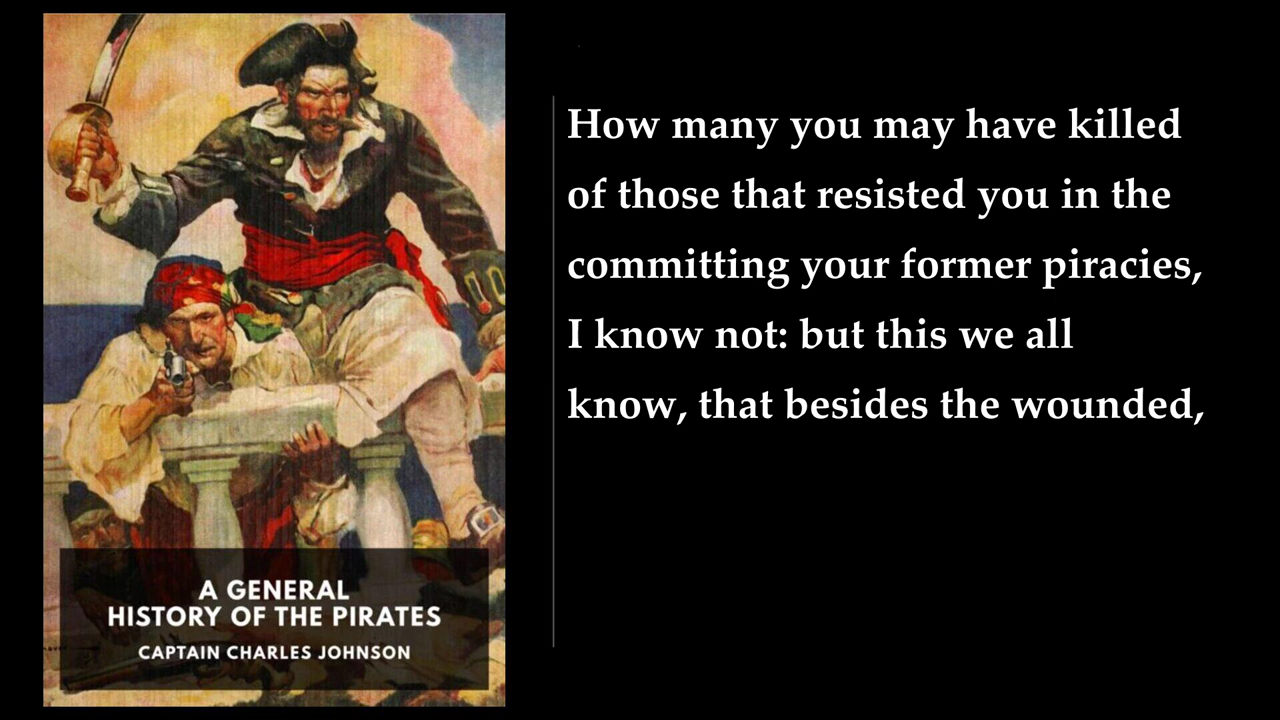 A GENERAL
HISTORY OF THE PIRATES
CAPTAIN CHARLES JOHNSON
How many you may have killed
of those that resisted you in the
committing your former piracies,
I know not: but this we all
know, that besides the wounded,